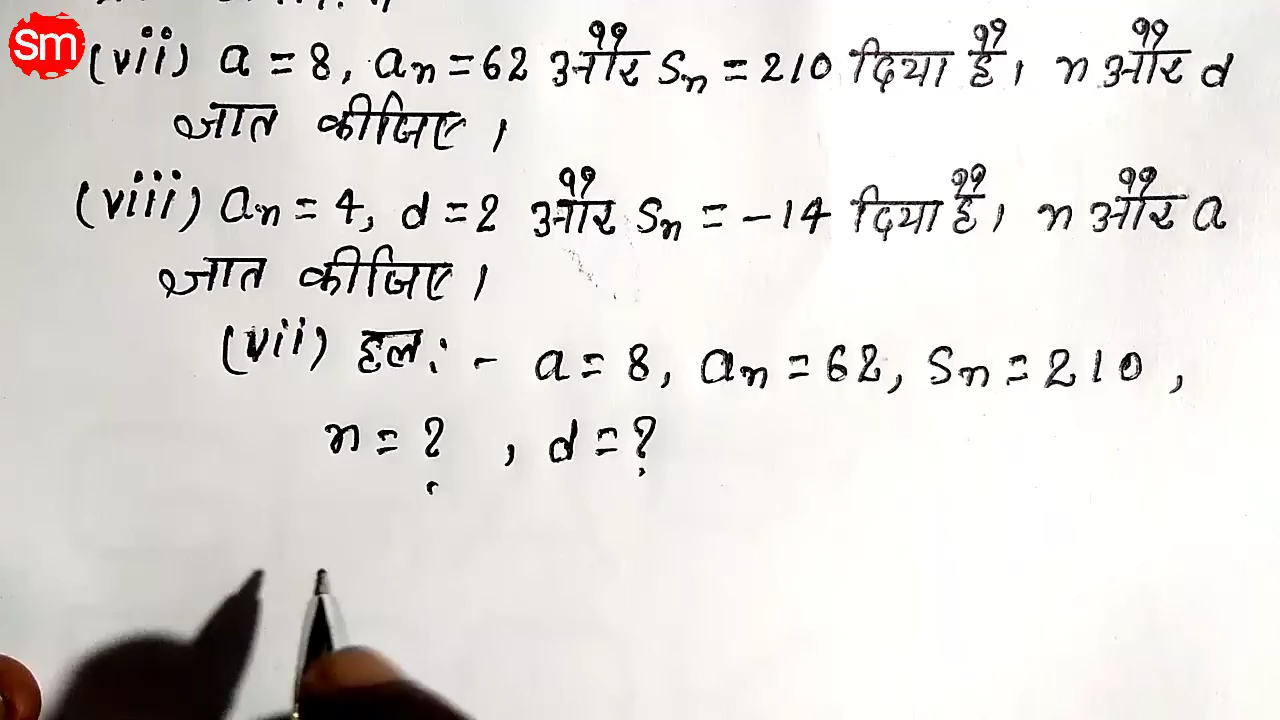 sm
(vii) a = 8, an = 62 और Sn = 210 दिया है। n और d
ज्ञात कीजिए।
(viii) an = 4, d = 2 और Sn = -14 दिया है। n और a
ज्ञात कीजिए।
(vii) हल: - a = 8, an = 62, Sn = 210,
n = ? , d = ?